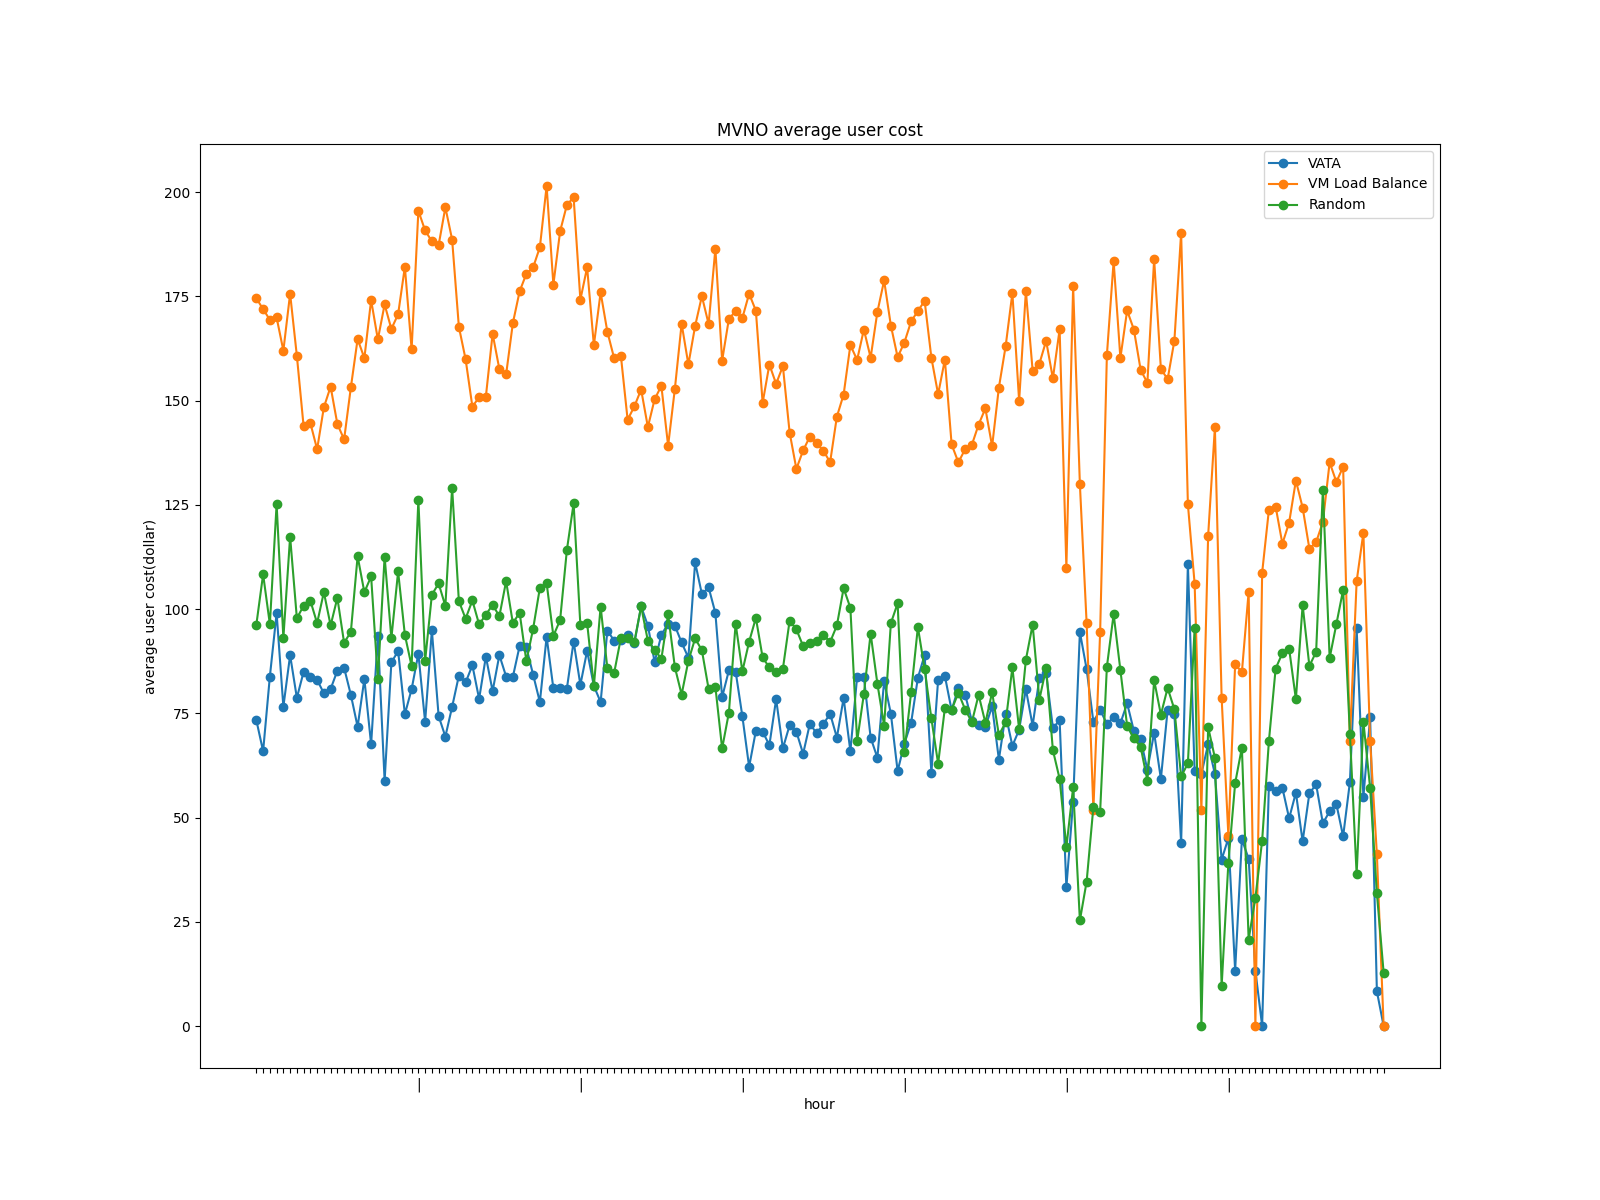 MVNO average user cost
VATA
VM Load Balance
Random
average user cost(dollar)
200
175
150
125
100
75
50
25
0
| | | | | |
hour